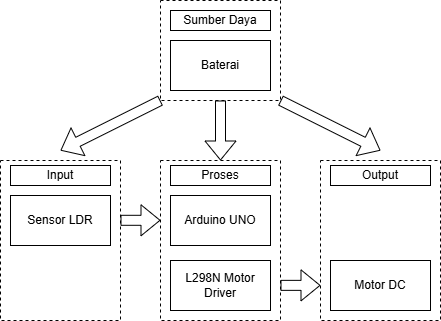 Sumber Daya
Baterai
Input
Proses
Output
Sensor LDR
Arduino UNO
L298N Motor
Driver
Motor DC